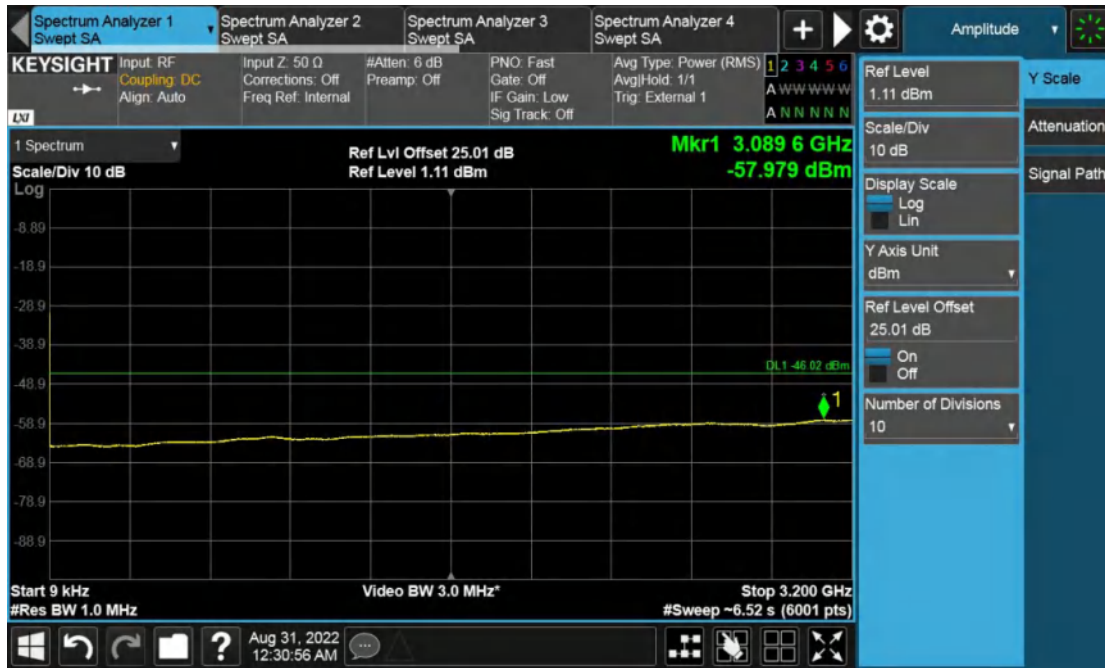 Spectrum Analyzer 1
Swept SA
Spectrum Analyzer 2
Swept SA
Spectrum Analyzer 3
Swept SA
Spectrum Analyzer 4
Swept SA
Amplitude
KEYSIGHT
LXI
Input: RF
Coupling: DC
Align: Auto
Input Z: 50 Ω
Corrections: Off
Freq Ref: Internal
#Atten: 6 dB
Preamp: Off
PNO: Fast
Gate: Off
IF Gain: Low
Sig Track: Off
Avg Type: Power (RMS)
Avg|Hold: 1/1
Trig: External 1
1 2 3 4 5 6
A W W W W W
A N N N N N
1 Spectrum
Scale/Div 10 dB
Ref Lvl Offset 25.01 dB
Ref Level 1.11 dBm
Mkr1 3.089 6 GHz
-57.979 dBm
Log
-8.89
-18.9
-28.9
-38.9
DL1 -46.02 dBm
-48.9
1
-58.9
-68.9
-78.9
-88.9
Start 9 kHz
#Res BW 1.0 MHz
Video BW 3.0 MHz*
Stop 3.200 GHz
#Sweep ~6.52 s (6001 pts)
Aug 31, 2022
12:30:56 AM
Ref Level
1.11 dBm
Scale/Div
10 dB
Display Scale
Log
Lin
Y Axis Unit
dBm
Ref Level Offset
25.01 dB
On
Off
Number of Divisions
10
Y Scale
Attenuation
Signal Path